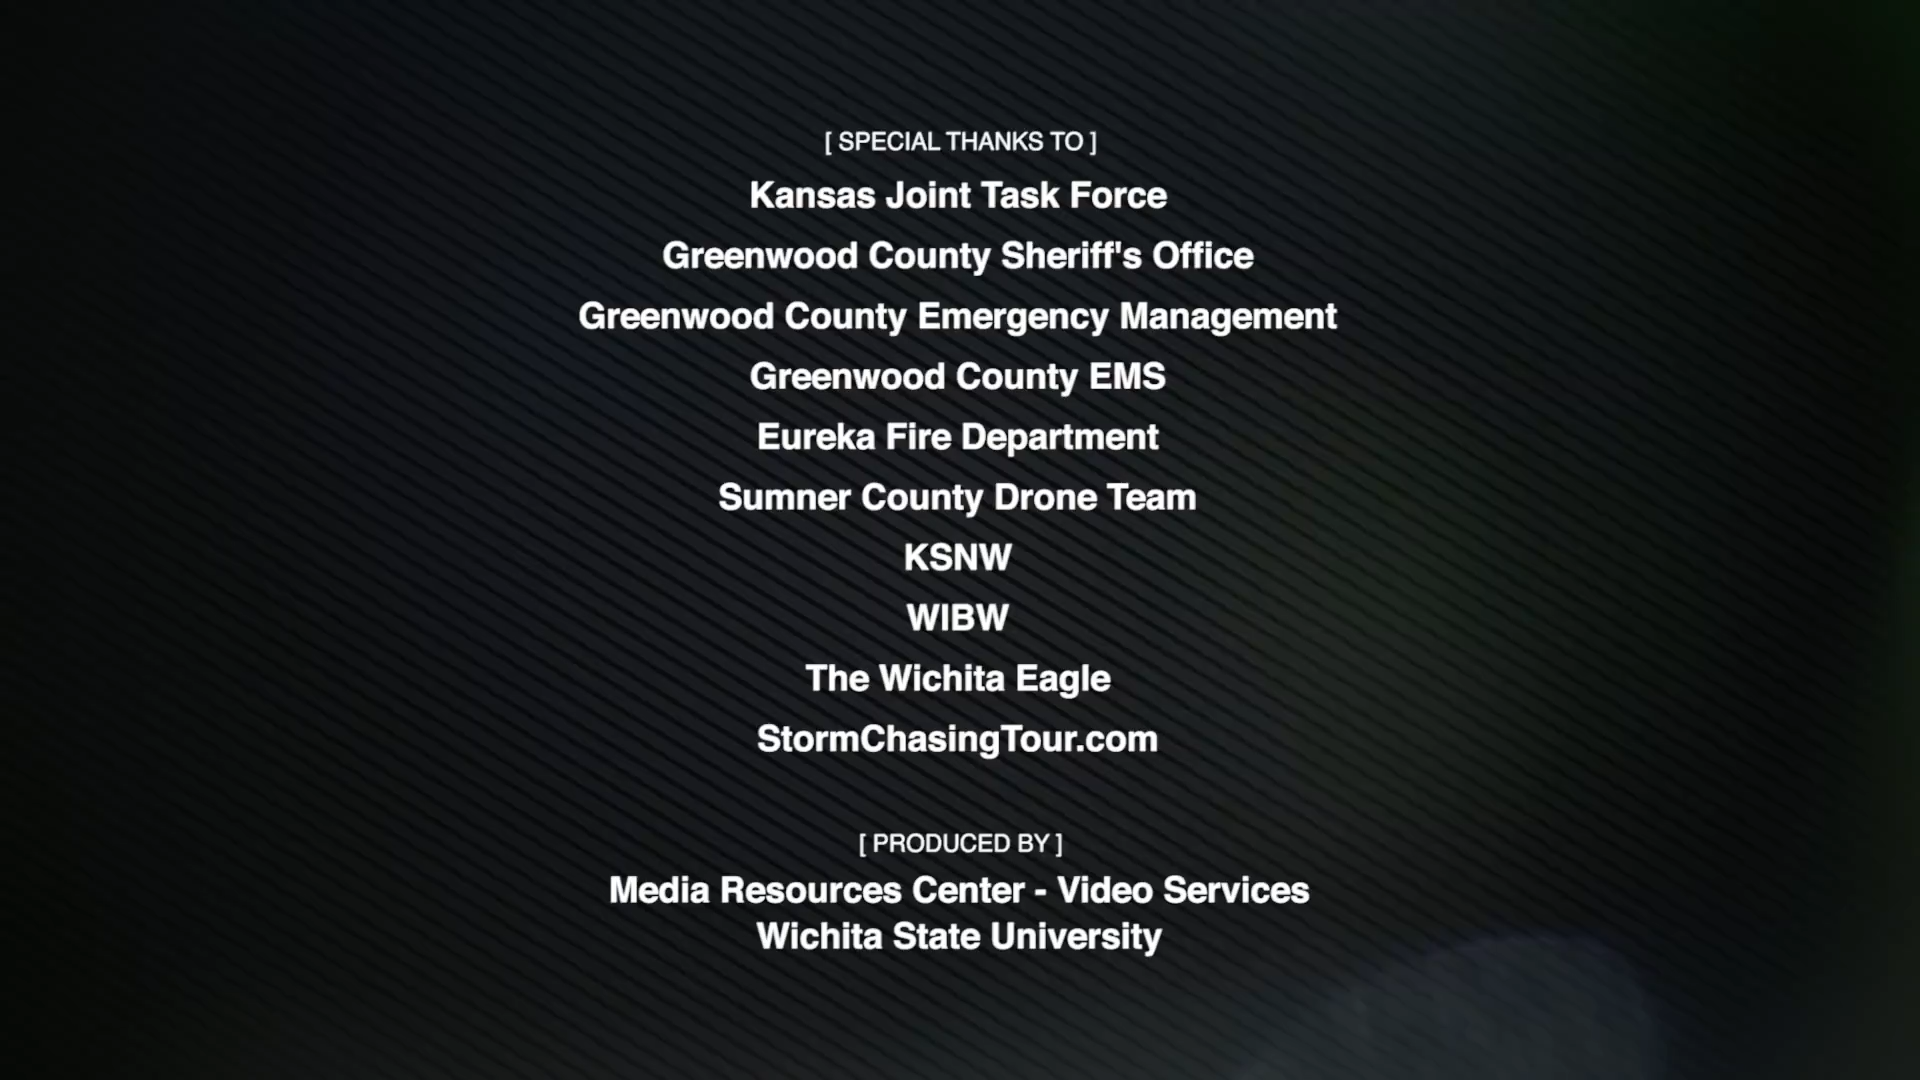 [ SPECIAL THANKS TO ]
Kansas Joint Task Force
Greenwood County Sheriff's Office
Greenwood County Emergency Management
Greenwood County EMS
Eureka Fire Department
Sumner County Drone Team
KSNW
WIBW
The Wichita Eagle
StormChasingTour.com
[ PRODUCED BY ]
Media Resources Center - Video Services
Wichita State University